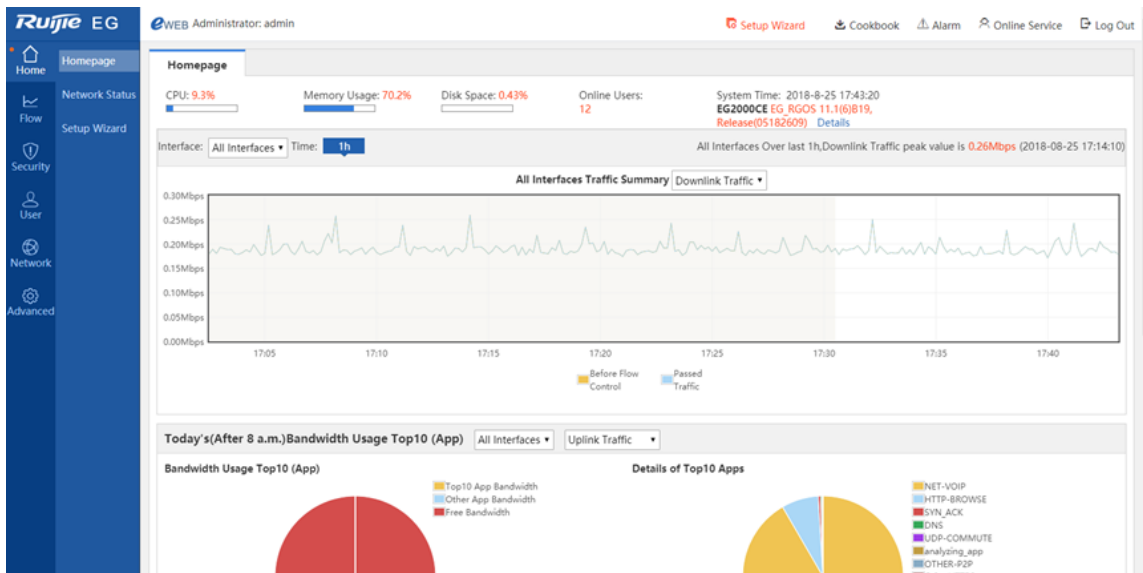 Ruijie EG
eWEB Administrator: admin
Setup Wizard
Cookbook
Alarm
Online Service
Log Out
Home
Flow
Security
User
Network
Advanced
Homepage
Network Status
Setup Wizard
Homepage
CPU: 9.3%
Memory Usage: 70.2%
Disk Space: 0.43%
Online Users:
12
System Time: 2018-8-25 17:43:20
EG2000CE EG_RGOS 11.1(6)B19,
Release(05182609) Details
Interface: All Interfaces Time: 1h
All Interfaces Over last 1h,Downlink Traffic peak value is 0.26Mbps (2018-08-25 17:14:10)
All Interfaces Traffic Summary Downlink Traffic
0.30Mbps
0.25Mbps
0.20Mbps
0.15Mbps
0.10Mbps
0.05Mbps
0.00Mbps
17:05 17:10 17:15 17:20 17:25 17:30 17:35 17:40
Before Flow
Control
Passed
Traffic
Today's(After 8 a.m.)Bandwidth Usage Top10 (App) All Interfaces Uplink Traffic
Bandwidth Usage Top10 (App)
Top10 App Bandwidth
Other App Bandwidth
Free Bandwidth
Details of Top10 Apps
NET-VOIP
HTTP-BROWSE
SYN_ACK
DNS
UDP-COMMUTE
analyzing_app
OTHER-P2P